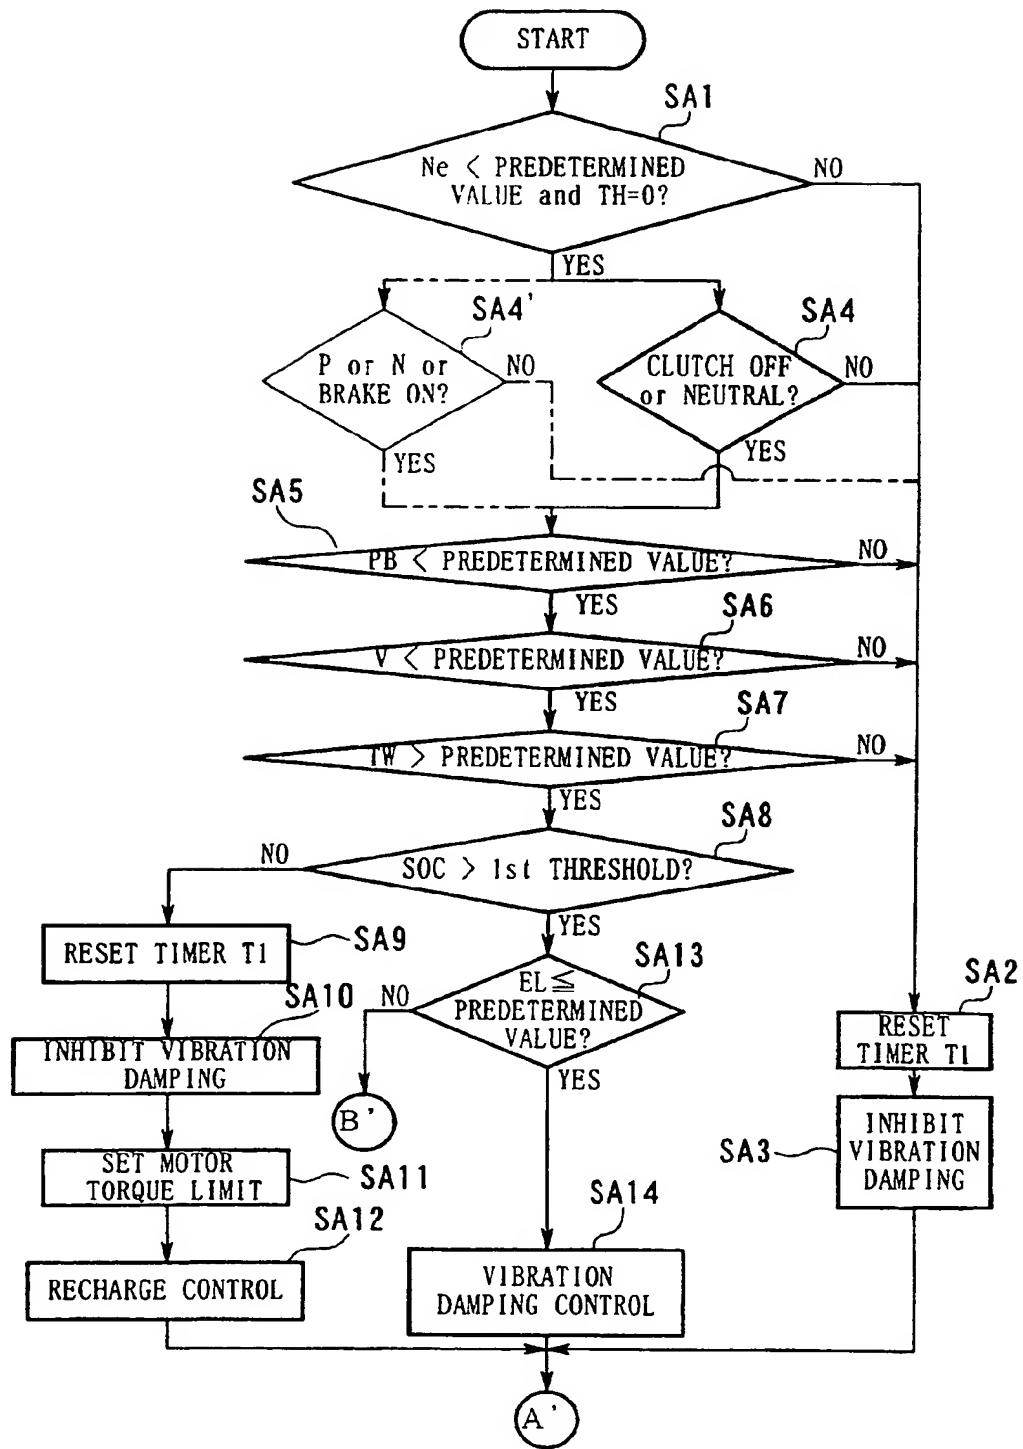 START
SA1
Ne < PREDETERMINED
VALUE and TH=0?
NO
YES
SA4'
SA4
P or N or
BRAKE ON?
NO
CLUTCH OFF
or NEUTRAL?
NO
YES
YES
SA5
PB < PREDETERMINED VALUE?
NO
YES
SA6
V < PREDETERMINED VALUE?
NO
YES
SA7
TW > PREDETERMINED VALUE?
NO
YES
SA8
NO
SOC > 1st THRESHOLD?
YES
RESET TIMER T1
SA9
SA13
EL≦
PREDETERMINED
VALUE?
NO
YES
SA2
RESET
TIMER T1
SA10
INHIBIT VIBRATION
DAMPING
B'
INHIBIT
VIBRATION
DAMPING
SA3
SET MOTOR
TORQUE LIMIT
SA11
SA12
SA14
RECHARGE CONTROL
VIBRATION
DAMPING CONTROL
A'